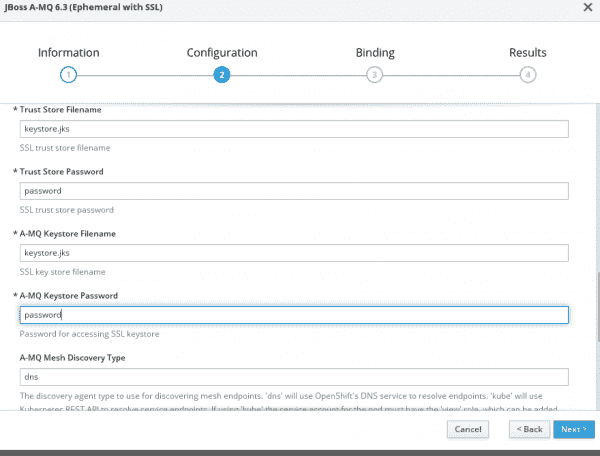 JBoss A-MQ 6.3 (Ephemeral with SSL)
Information Configuration Binding Results
1 2 3 4
* Trust Store Filename
keystore.jks
SSL trust store filename
* Trust Store Password
password
SSL trust store password
* A-MQ Keystore Filename
keystore.jks
SSL key store filename
* A-MQ Keystore Password
password
Password for accessing SSL keystore
A-MQ Mesh Discovery Type
dns
The discovery agent type to use for discovering mesh endpoints. 'dns' will use OpenShift's DNS service to resolve endpoints. 'kube' will use
Kubernetes REST API to resolve service endpoints. If using 'kube' the service account for the pod must have the 'view' role, which can be added
Cancel < Back Next >